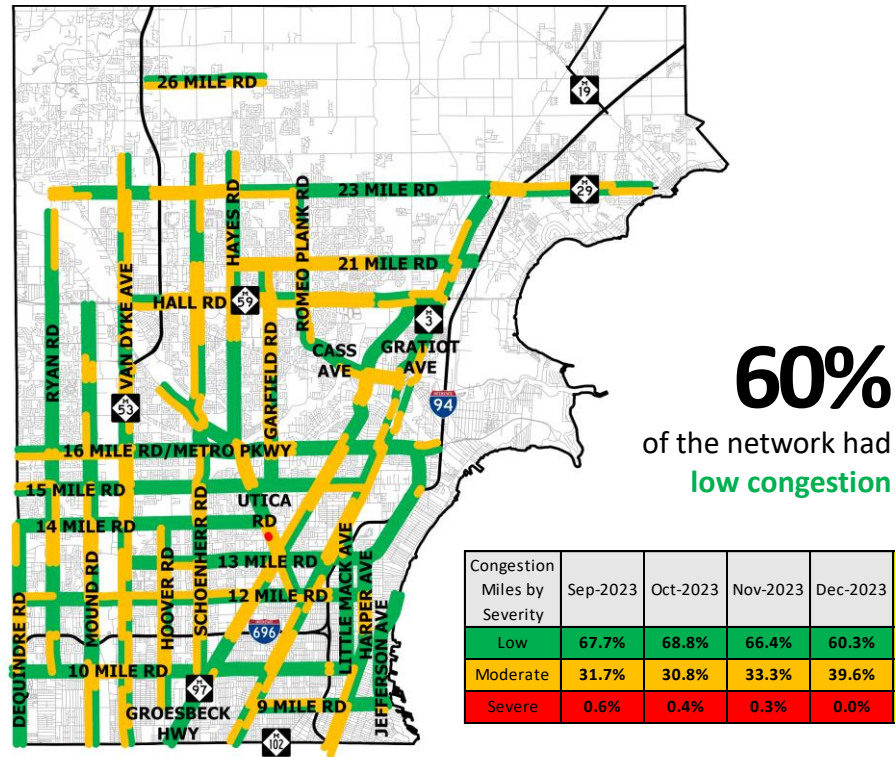 26 MILE RD
M
19
23 MILE RD
M
29
HAYES RD
ROMEO PLANK RD
VAN DYKE AVE
21 MILE RD
HALL RD
M
59
M
3
RYAN RD
GARFIELD RD
CASS
AVE
GRATIOT
AVE
M
53
94
60%
of the network had
low congestion
16 MILE RD/METRO PKWY
15 MILE RD
UTICA
RD
14 MILE RD
SCHOENHERR RD
HOOVER RD
MOUND RD
DEQUINDRE RD
13 MILE RD
12 MILE RD
LITTLE MACK AVE
HARPER AVE
JEFFERSON AVE
696
10 MILE RD
M
97
GROESBECK
HWY
9 MILE RD
M
102
Congestion
Miles by
Severity
Sep-2023 Oct-2023 Nov-2023 Dec-2023
Low 67.7% 68.8% 66.4% 60.3%
Moderate 31.7% 30.8% 33.3% 39.6%
Severe 0.6% 0.4% 0.3% 0.0%